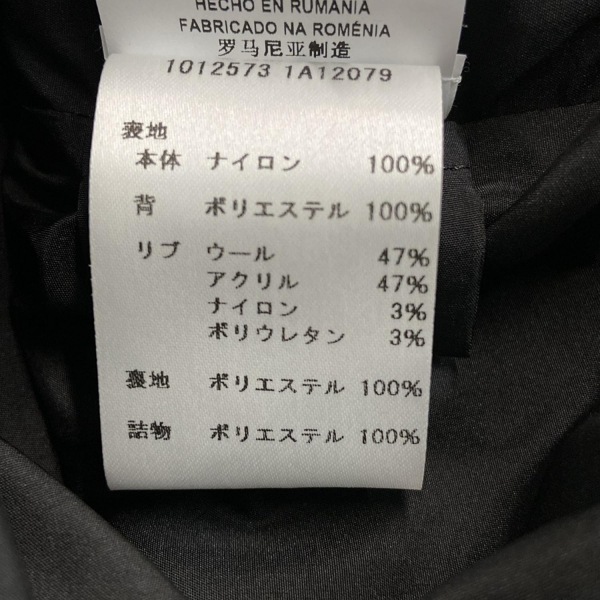 HECHO EN RUMANIA
FABRICADO NA ROMÉNIA
罗马尼亚制造
1012573 1A12079
表地
本体 ナイロン 100%
背 ポリエステル 100%
リブ ウール 47%
アクリル 47%
ナイロン 3%
ポリウレタン 3%
裏地 ポリエステル 100%
詰物 ポリエステル 100%